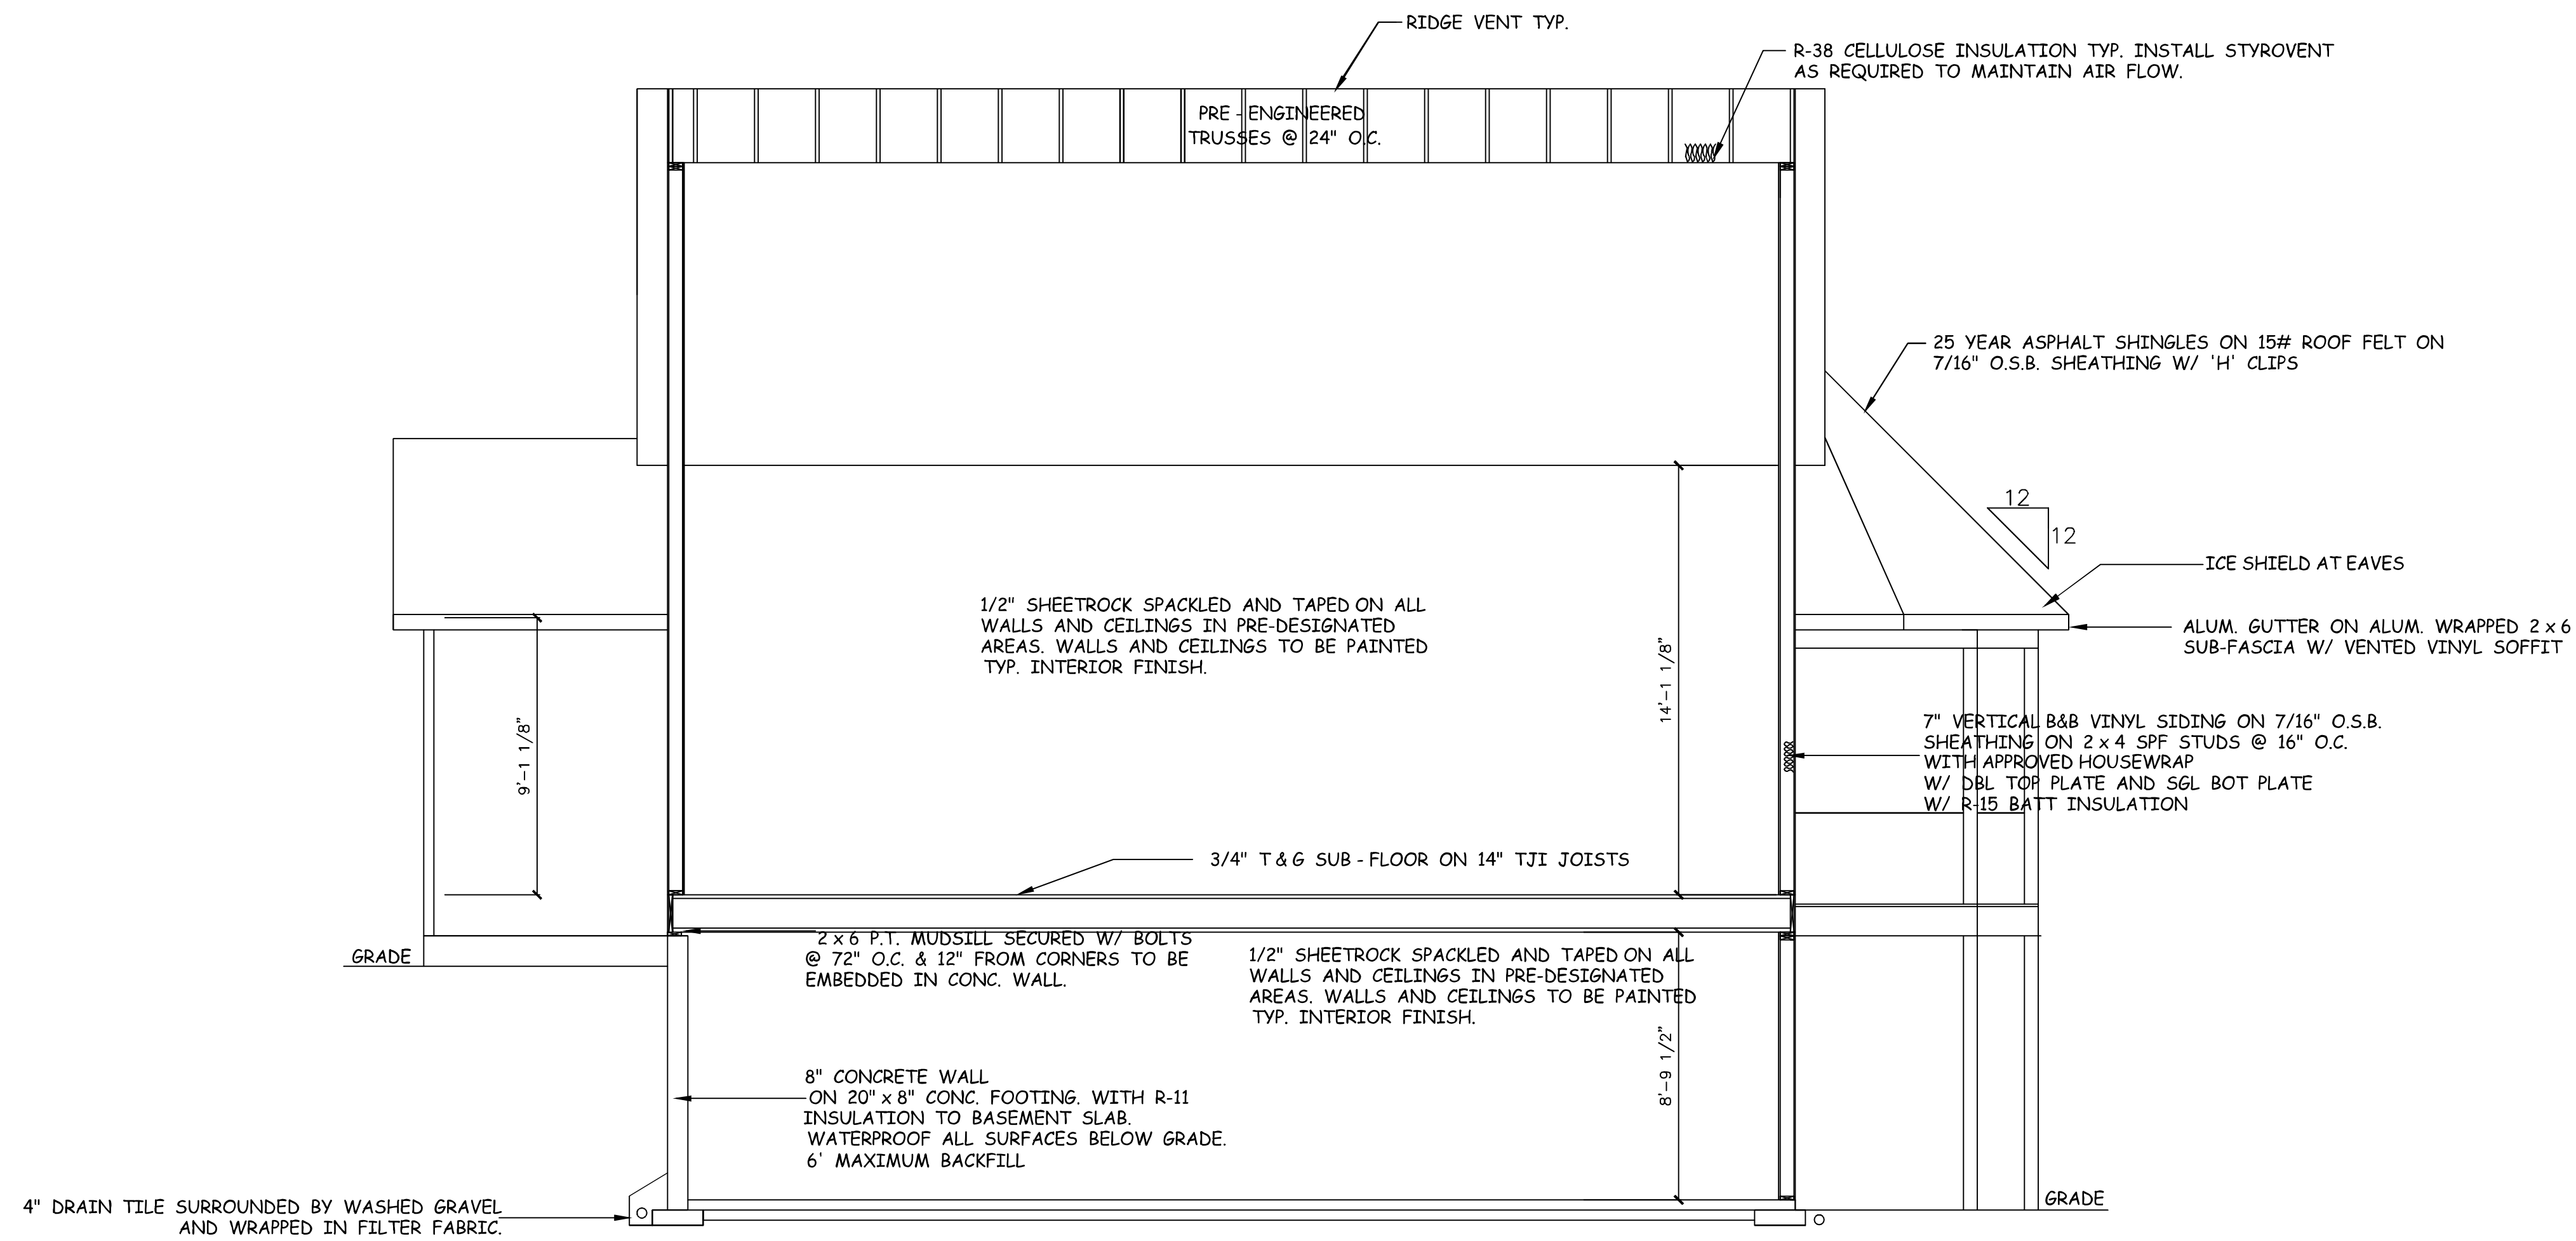 RIDGE VENT TYP.
R-38 CELLULOSE INSULATION TYP. INSTALL STYROVENT
AS REQUIRED TO MAINTAIN AIR FLOW.
PRE - ENGINEERED
TRUSSES @ 24" O.C.
25 YEAR ASPHALT SHINGLES ON 15# ROOF FELT ON
7/16" O.S.B. SHEATHING W/ 'H' CLIPS
12
12
ICE SHIELD AT EAVES
ALUM. GUTTER ON ALUM. WRAPPED 2 x 6
SUB-FASCIA W/ VENTED VINYL SOFFIT
1/2" SHEETROCK SPACKLED AND TAPED ON ALL
WALLS AND CEILINGS IN PRE-DESIGNATED
AREAS. WALLS AND CEILINGS TO BE PAINTED
TYP. INTERIOR FINISH.
14'-1 1/8"
9'-1 1/8"
7" VERTICAL B&B VINYL SIDING ON 7/16" O.S.B.
SHEATHING ON 2 x 4 SPF STUDS @ 16" O.C.
WITH APPROVED HOUSEWRAP
W/ DBL TOP PLATE AND SGL BOT PLATE
W/ R-15 BATT INSULATION
3/4" T & G SUB - FLOOR ON 14" TJI JOISTS
GRADE
2 x 6 P.T. MUDSILL SECURED W/ BOLTS
@ 72" O.C. & 12" FROM CORNERS TO BE
EMBEDDED IN CONC. WALL.
1/2" SHEETROCK SPACKLED AND TAPED ON ALL
WALLS AND CEILINGS IN PRE-DESIGNATED
AREAS. WALLS AND CEILINGS TO BE PAINTED
TYP. INTERIOR FINISH.
8'-9 1/2"
8" CONCRETE WALL
ON 20" x 8" CONC. FOOTING. WITH R-11
INSULATION TO BASEMENT SLAB.
WATERPROOF ALL SURFACES BELOW GRADE.
6' MAXIMUM BACKFILL
4" DRAIN TILE SURROUNDED BY WASHED GRAVEL
AND WRAPPED IN FILTER FABRIC.
GRADE